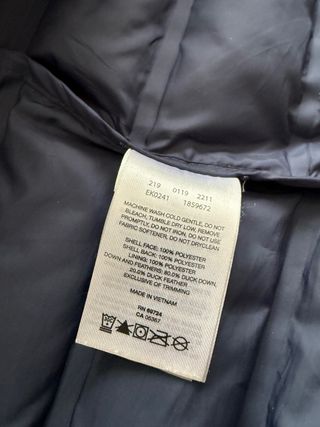 219 0119 2211
EK0241 1859672
MACHINE WASH COLD GENTLE, DO NOT
BLEACH, TUMBLE DRY LOW, REMOVE
PROMPTLY, DO NOT IRON, DO NOT USE
FABRIC SOFTENER, DO NOT DRYCLEAN
SHELL FACE: 100% POLYESTER
SHELL BACK: 100% POLYESTER
LINING: 100% POLYESTER
DOWN AND FEATHERS: 80.0% DUCK DOWN,
20.0% DUCK FEATHER
EXCLUSIVE OF TRIMMING
MADE IN VIETNAM
RN 69724
CA 05367